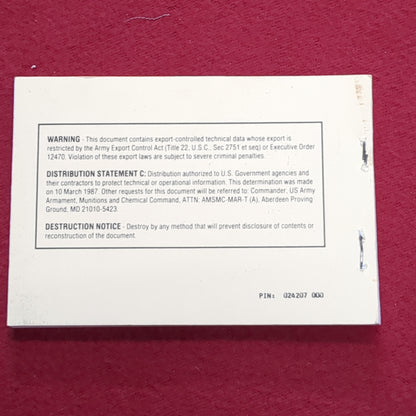 WARNING - This document contains export-controlled technical data whose export is
restricted by the Army Export Control Act (Title 22, U.S.C., Sec 2751 et seq) or Executive Order
12470. Violation of these export laws are subject to severe criminal penalties.
DISTRIBUTION STATEMENT C: Distribution authorized to U.S. Government agencies and
their contractors to protect technical or operational information. This determination was made
on 10 March 1987. Other requests for this document will be referred to: Commander, US Army
Armament, Munitions and Chemical Command, ATTN: AMSMC-MAR-T (A), Aberdeen Proving
Ground, MD 21010-5423.
DESTRUCTION NOTICE - Destroy by any method that will prevent disclosure of contents or
reconstruction of the document.
PIN: 024207 000